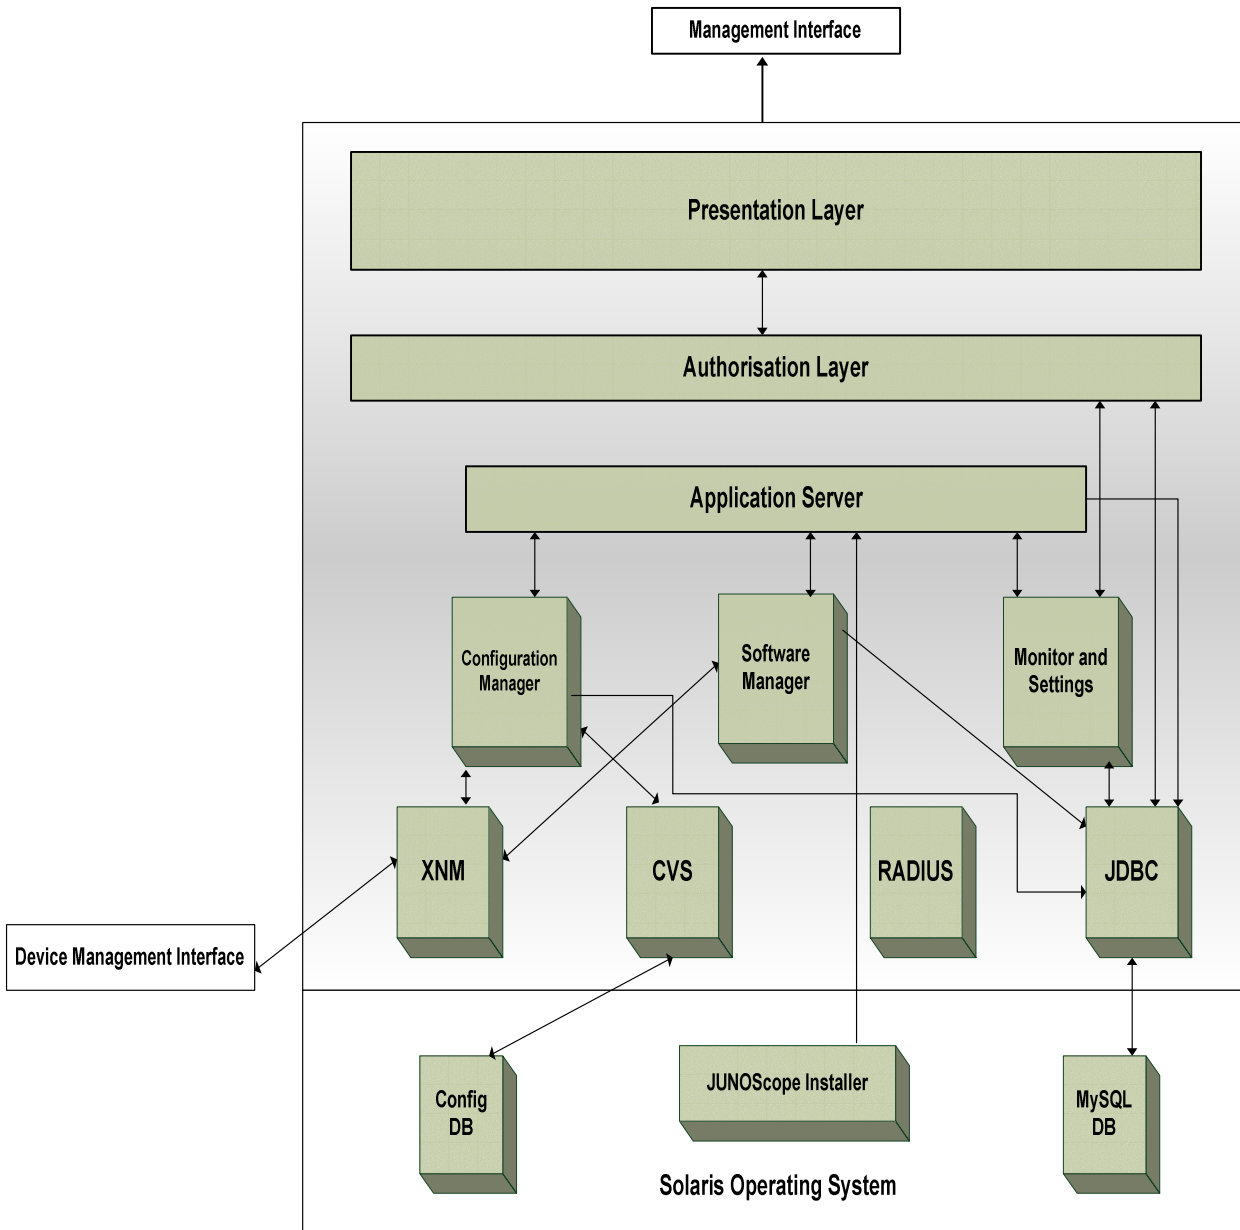 Management Interface
Presentation Layer
Authorisation Layer
Application Server
Configuration
Manager
Software
Manager
Monitor and
Settings
XNM
CVS
RADIUS
JDBC
Device Management Interface
Config
DB
JUNOScope Installer
MySQL
DB
Solaris Operating System